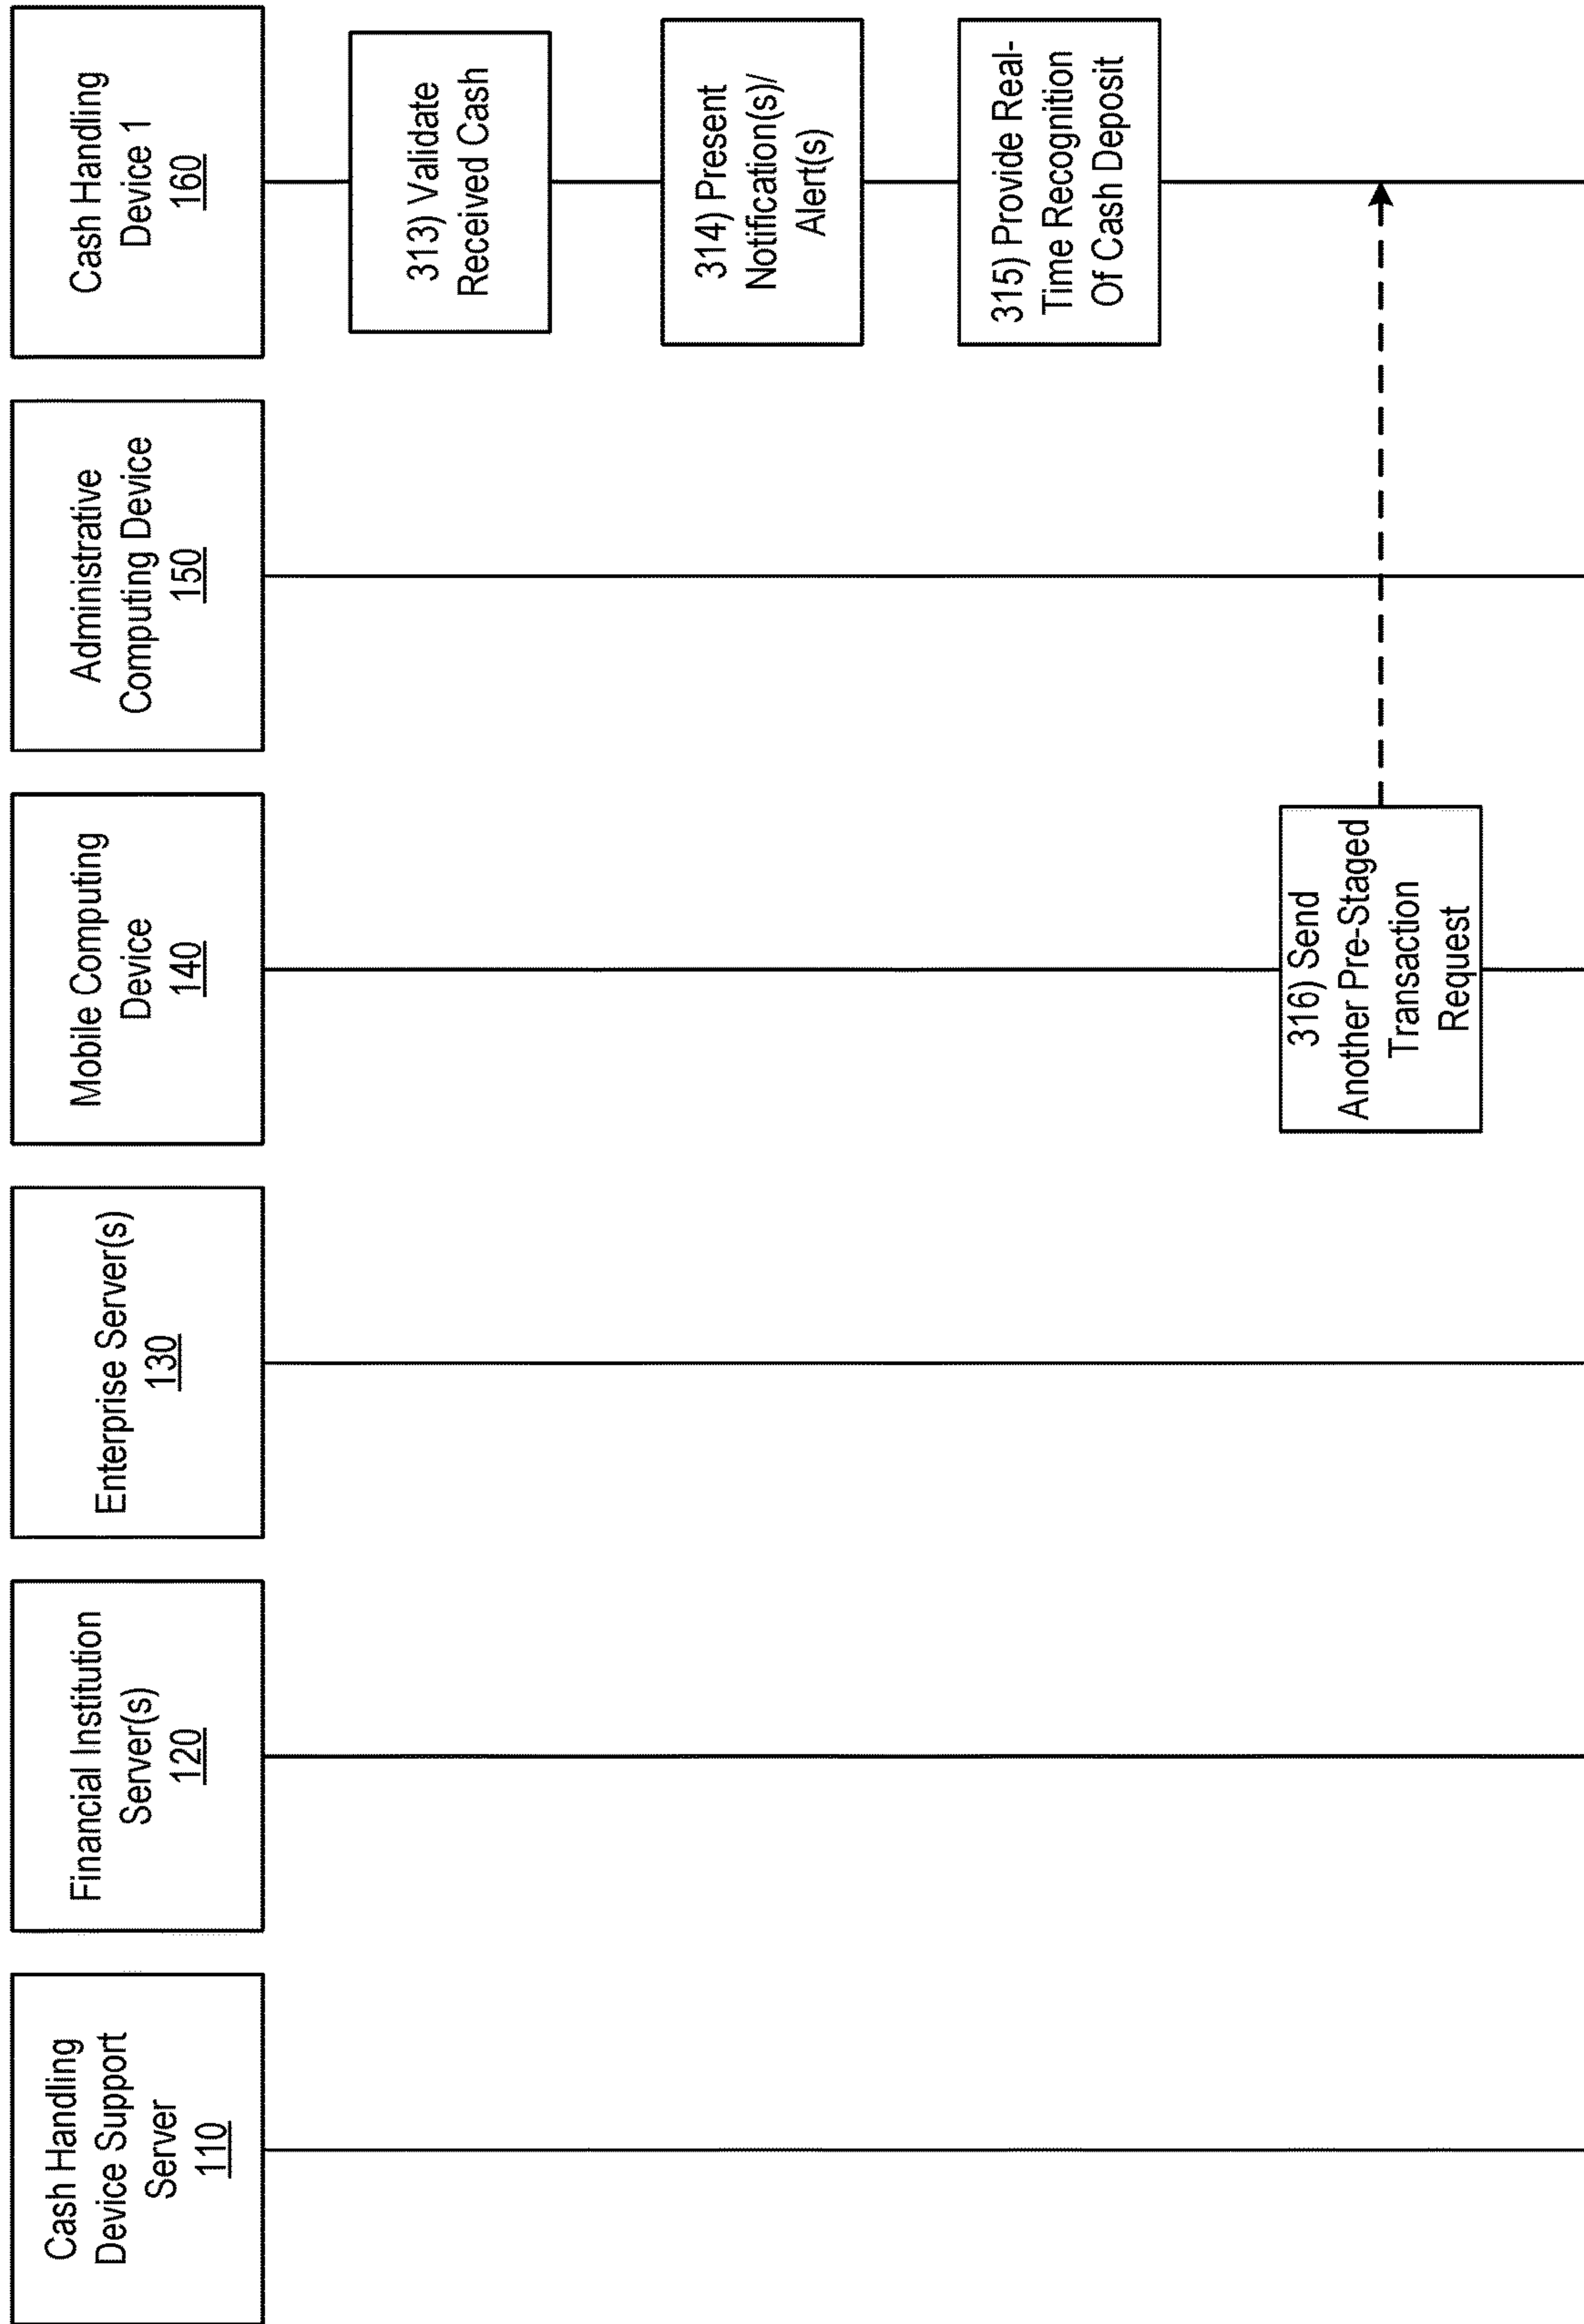 Cash Handling
Device Support
Server
110
Financial Institution
Server(s)
120
Enterprise Server(s)
130
Mobile Computing
Device
140
Administrative
Computing Device
150
Cash Handling
Device 1
160
313) Validate
Received Cash
314) Present
Notification(s)/
Alert(s)
315) Provide Real-
Time Recognition
Of Cash Deposit
316) Send
Another Pre-Staged
Transaction
Request